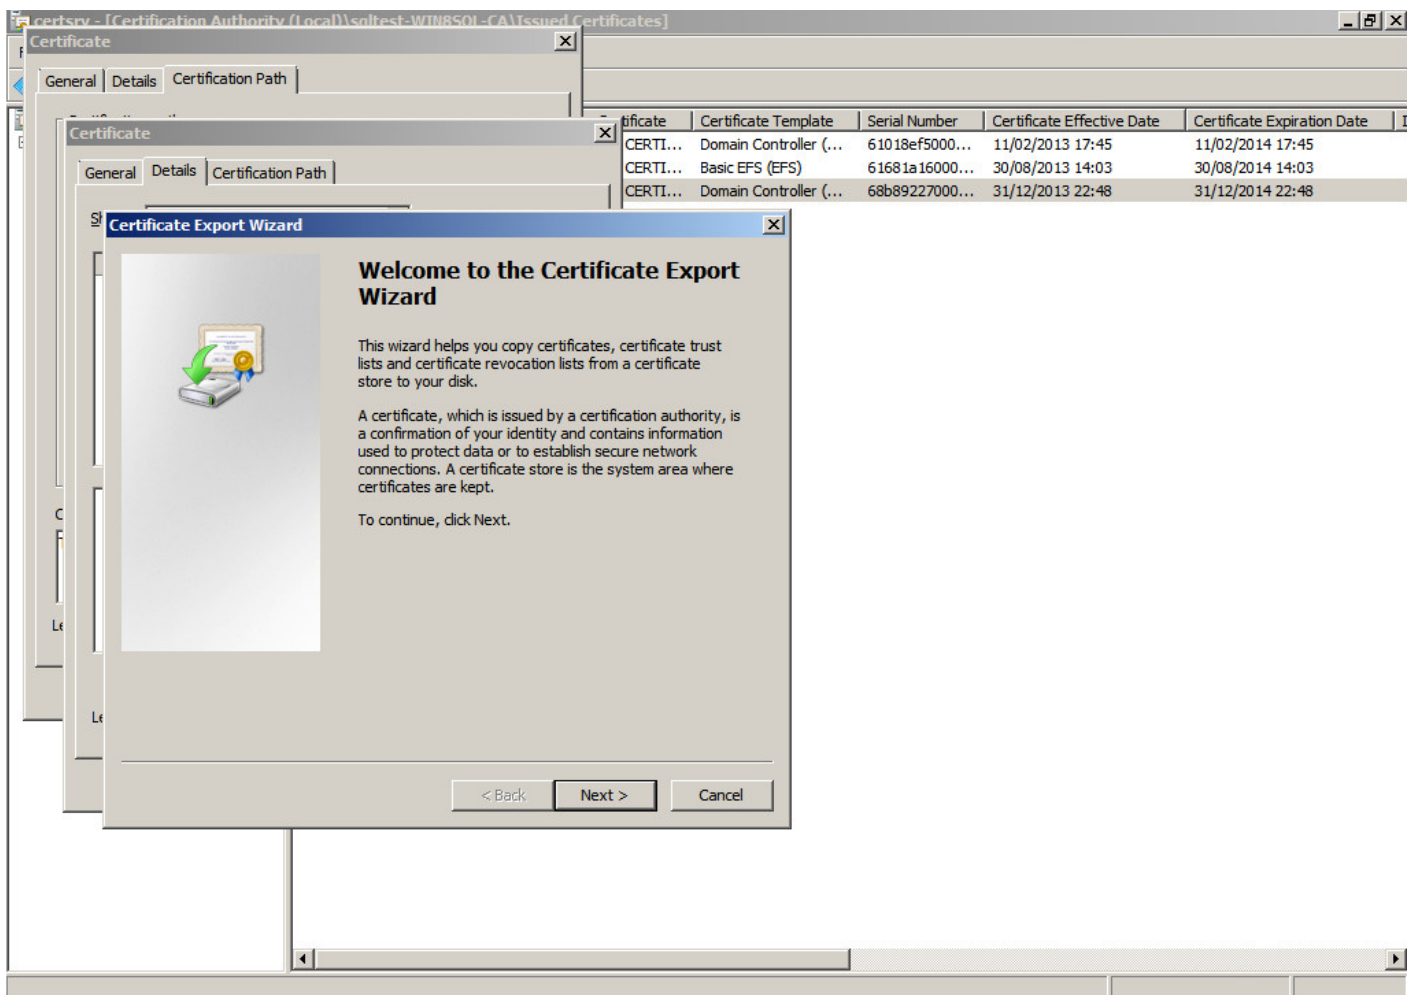 certsrv - [Certification Authority (Local)\sqltest-WIN8SQL-CA\Issued Certificates]
Certificate
General Details Certification Path
Certificate
General Details Certification Path
Certificate Template Serial Number Certificate Effective Date Certificate Expiration Date
CERTI... Domain Controller (... 61018ef5000... 11/02/2013 17:45 11/02/2014 17:45
CERTI... Basic EFS (EFS) 61681a16000... 30/08/2013 14:03 30/08/2014 14:03
CERTI... Domain Controller (... 68b89227000... 31/12/2013 22:48 31/12/2014 22:48
Certificate Export Wizard
Welcome to the Certificate Export
Wizard
This wizard helps you copy certificates, certificate trust
lists and certificate revocation lists from a certificate
store to your disk.
A certificate, which is issued by a certification authority, is
a confirmation of your identity and contains information
used to protect data or to establish secure network
connections. A certificate store is the system area where
certificates are kept.
To continue, click Next.
< Back Next > Cancel